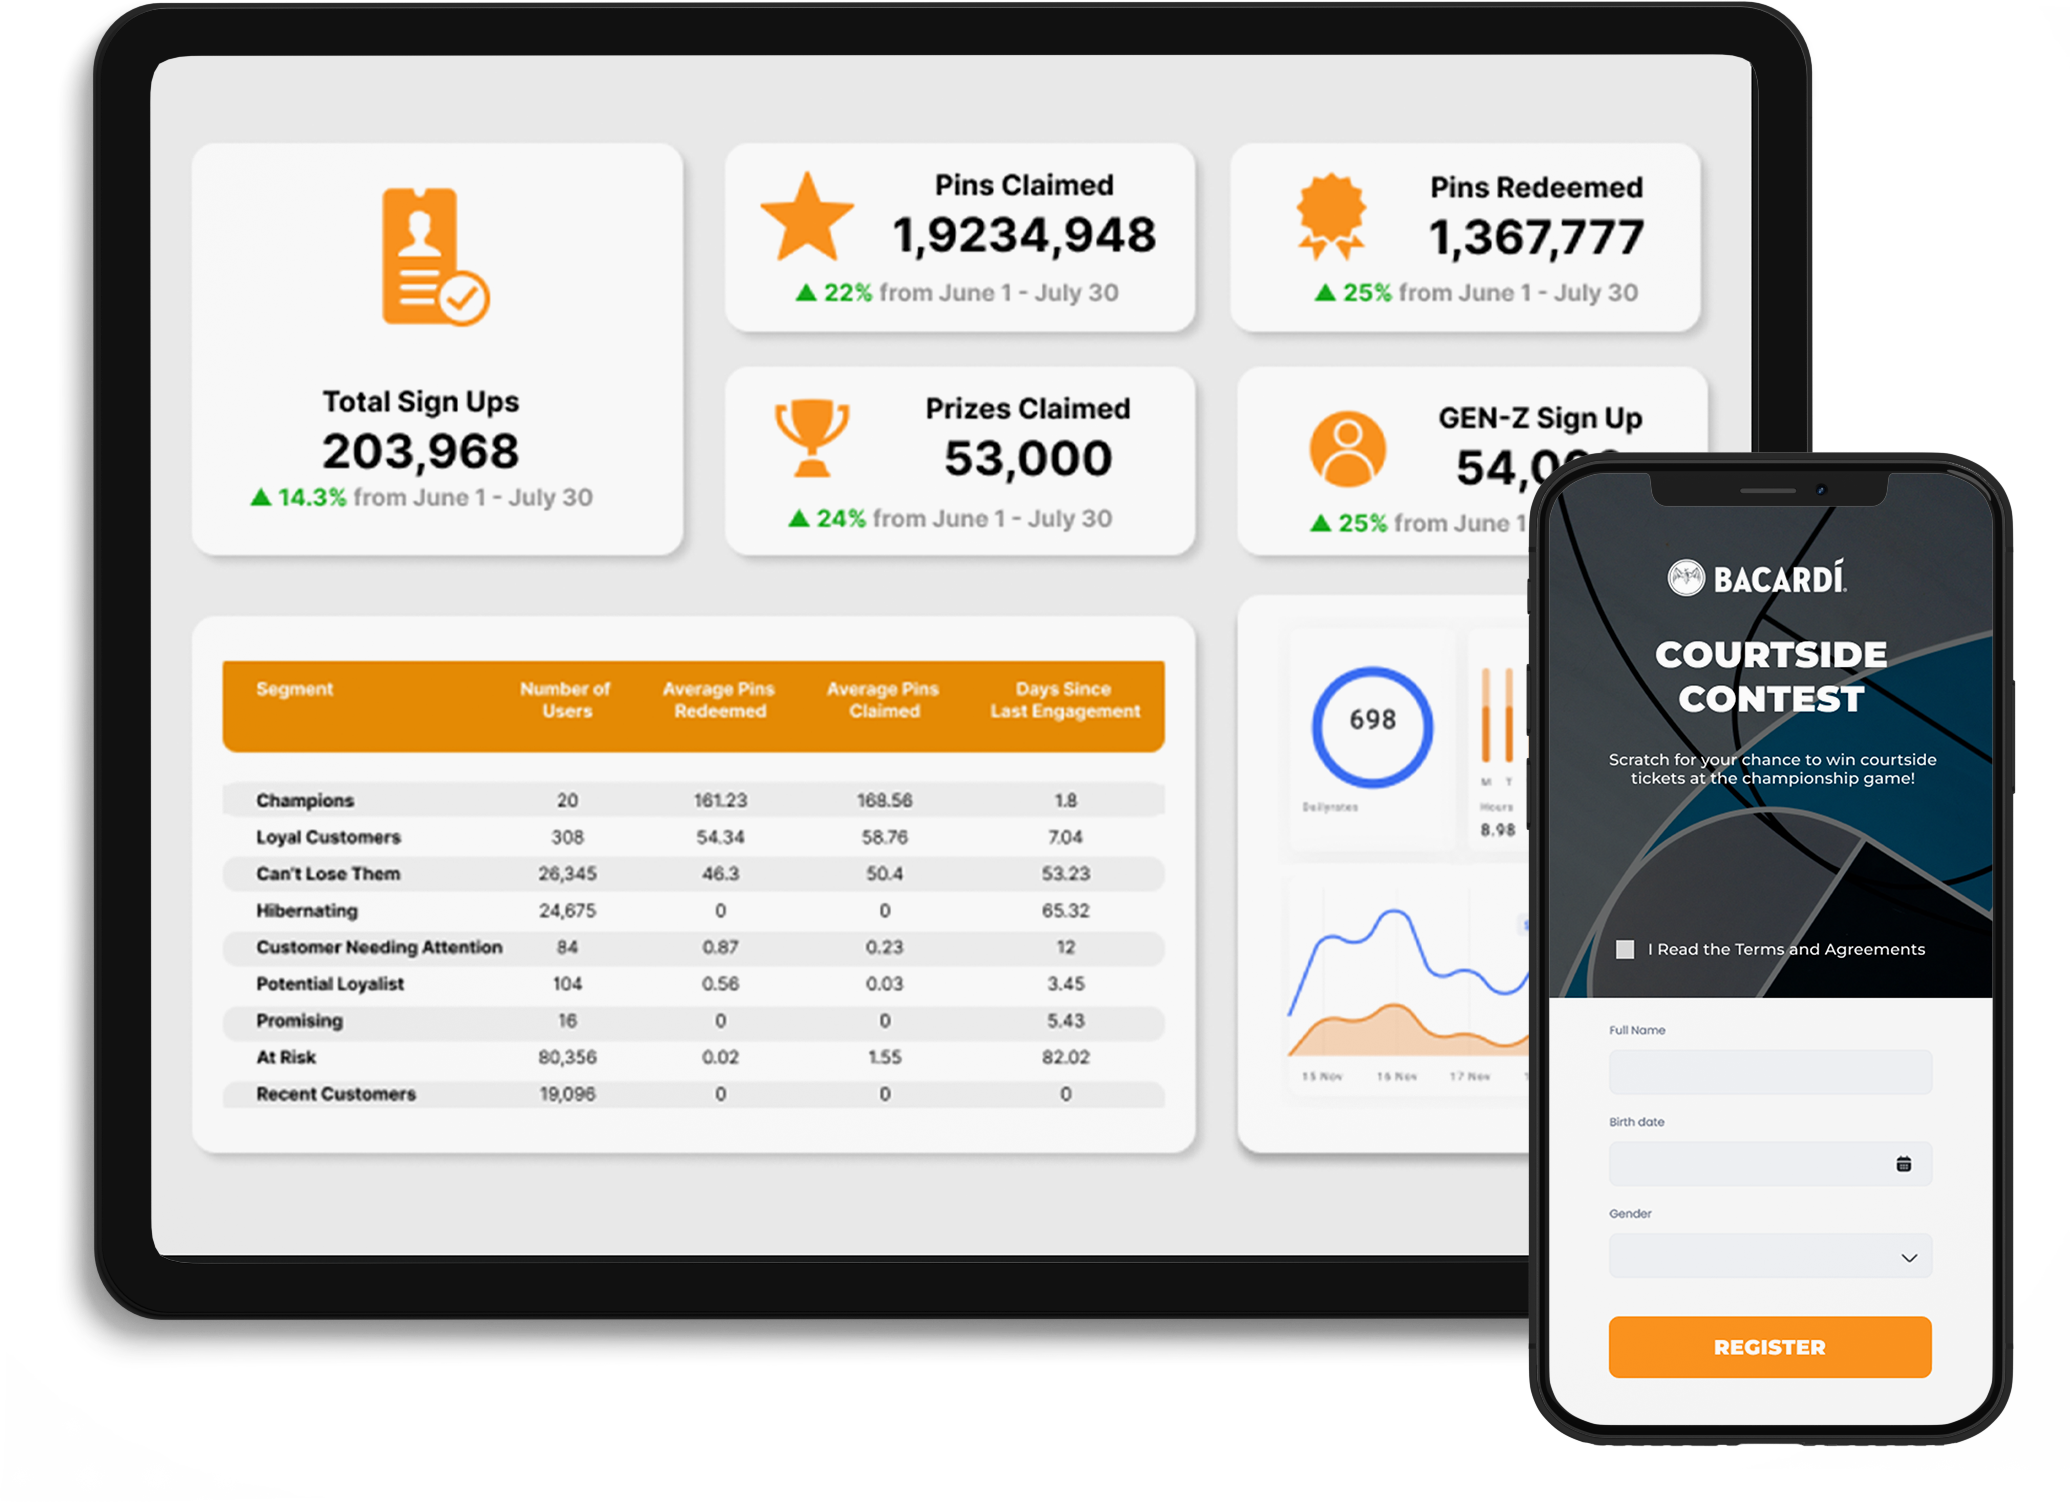 Total Sign Ups
203,968
▲ 14.3% from June 1 - July 30
Pins Claimed
1,9234,948
▲ 22% from June 1 - July 30
Pins Redeemed
1,367,777
▲ 25% from June 1 - July 30
Prizes Claimed
53,000
▲ 24% from June 1 - July 30
GEN-Z Sign Up
54,0
▲ 25% from June 1
Segment
Number of
Users
Average Pins
Redeemed
Average Pins
Claimed
Days Since
Last Engagement
Champions 20 161.23 168.56 1.8
Loyal Customers 308 54.34 58.76 7.04
Can't Lose Them 26,345 46.3 50.4 53.23
Hibernating 24,675 0 0 65.32
Customer Needing Attention 84 0.87 0.23 12
Potential Loyalist 104 0.56 0.03 3.45
Promising 16 0 0 5.43
At Risk 80,356 0.02 1.55 82.02
Recent Customers 19,096 0 0 0
698
Dailyrates
M T
Hours
8.98
15 Nov 16 Nov 17 Nov
BACARDÍ
COURTSIDE
CONTEST
Scratch for your chance to win courtside
tickets at the championship game!
I Read the Terms and Agreements
Full Name
Birth date
Gender
REGISTER